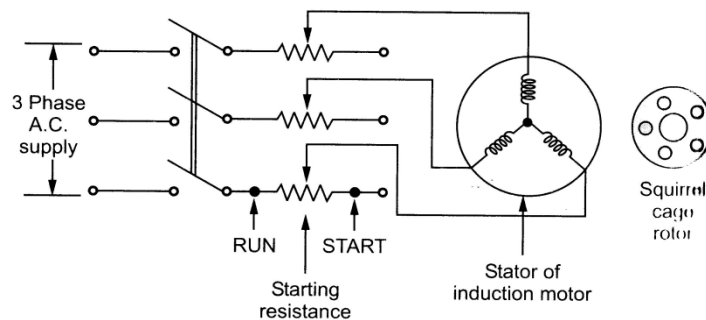 3 Phase
A.C.
supply
RUN
START
Starting
resistance
Stator of
induction motor
Squirrel
cage
rotor